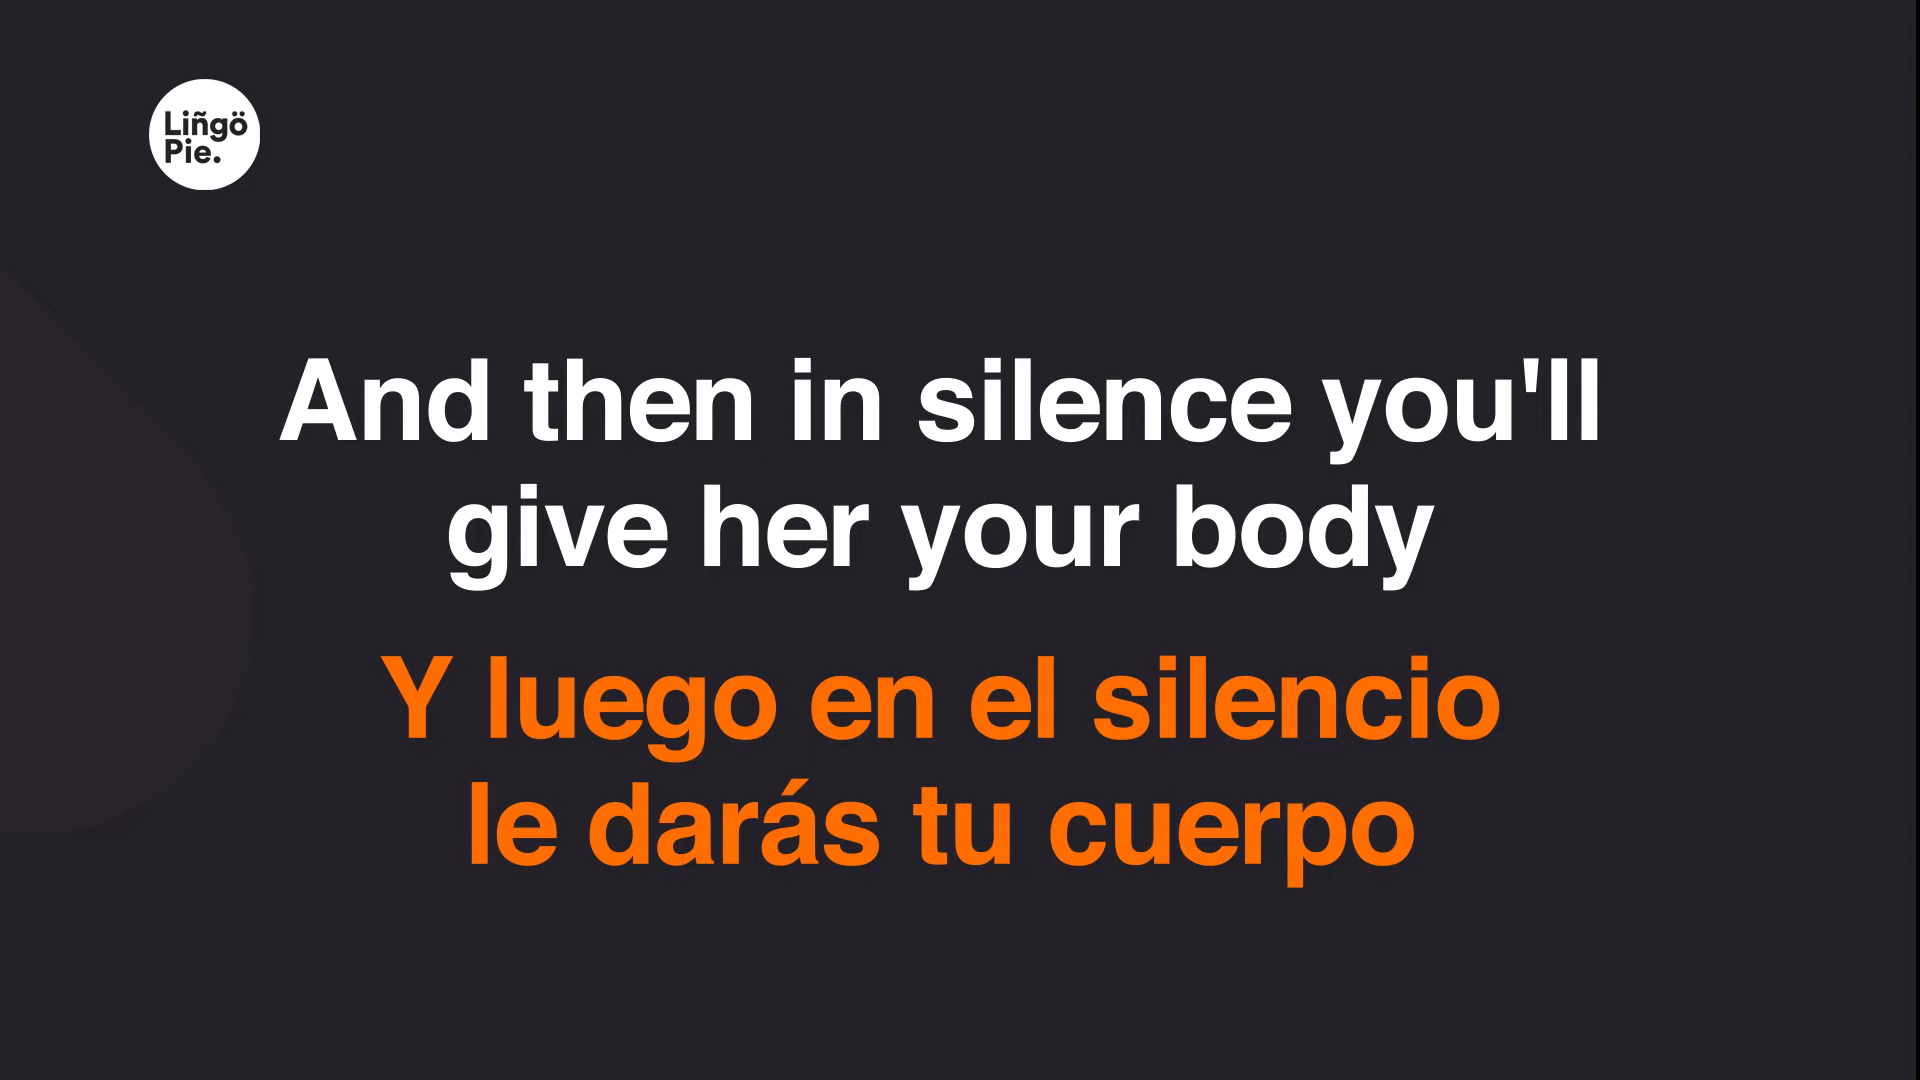 Liñgö
Pie.
And then in silence you'll
give her your body
Y luego en el silencio
le darás tu cuerpo